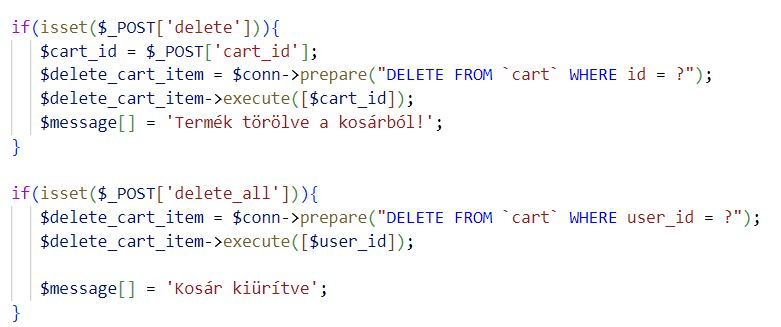 if(isset($_POST['delete'])){
$cart_id = $_POST['cart_id'];
$delete_cart_item = $conn->prepare("DELETE FROM `cart` WHERE id = ?");
$delete_cart_item->execute([$cart_id]);
$message[] = 'Termék törölve a kosárból!';
}
if(isset($_POST['delete_all'])){
$delete_cart_item = $conn->prepare("DELETE FROM `cart` WHERE user_id = ?");
$delete_cart_item->execute([$user_id]);
$message[] = 'Kosár kiürítve';
}